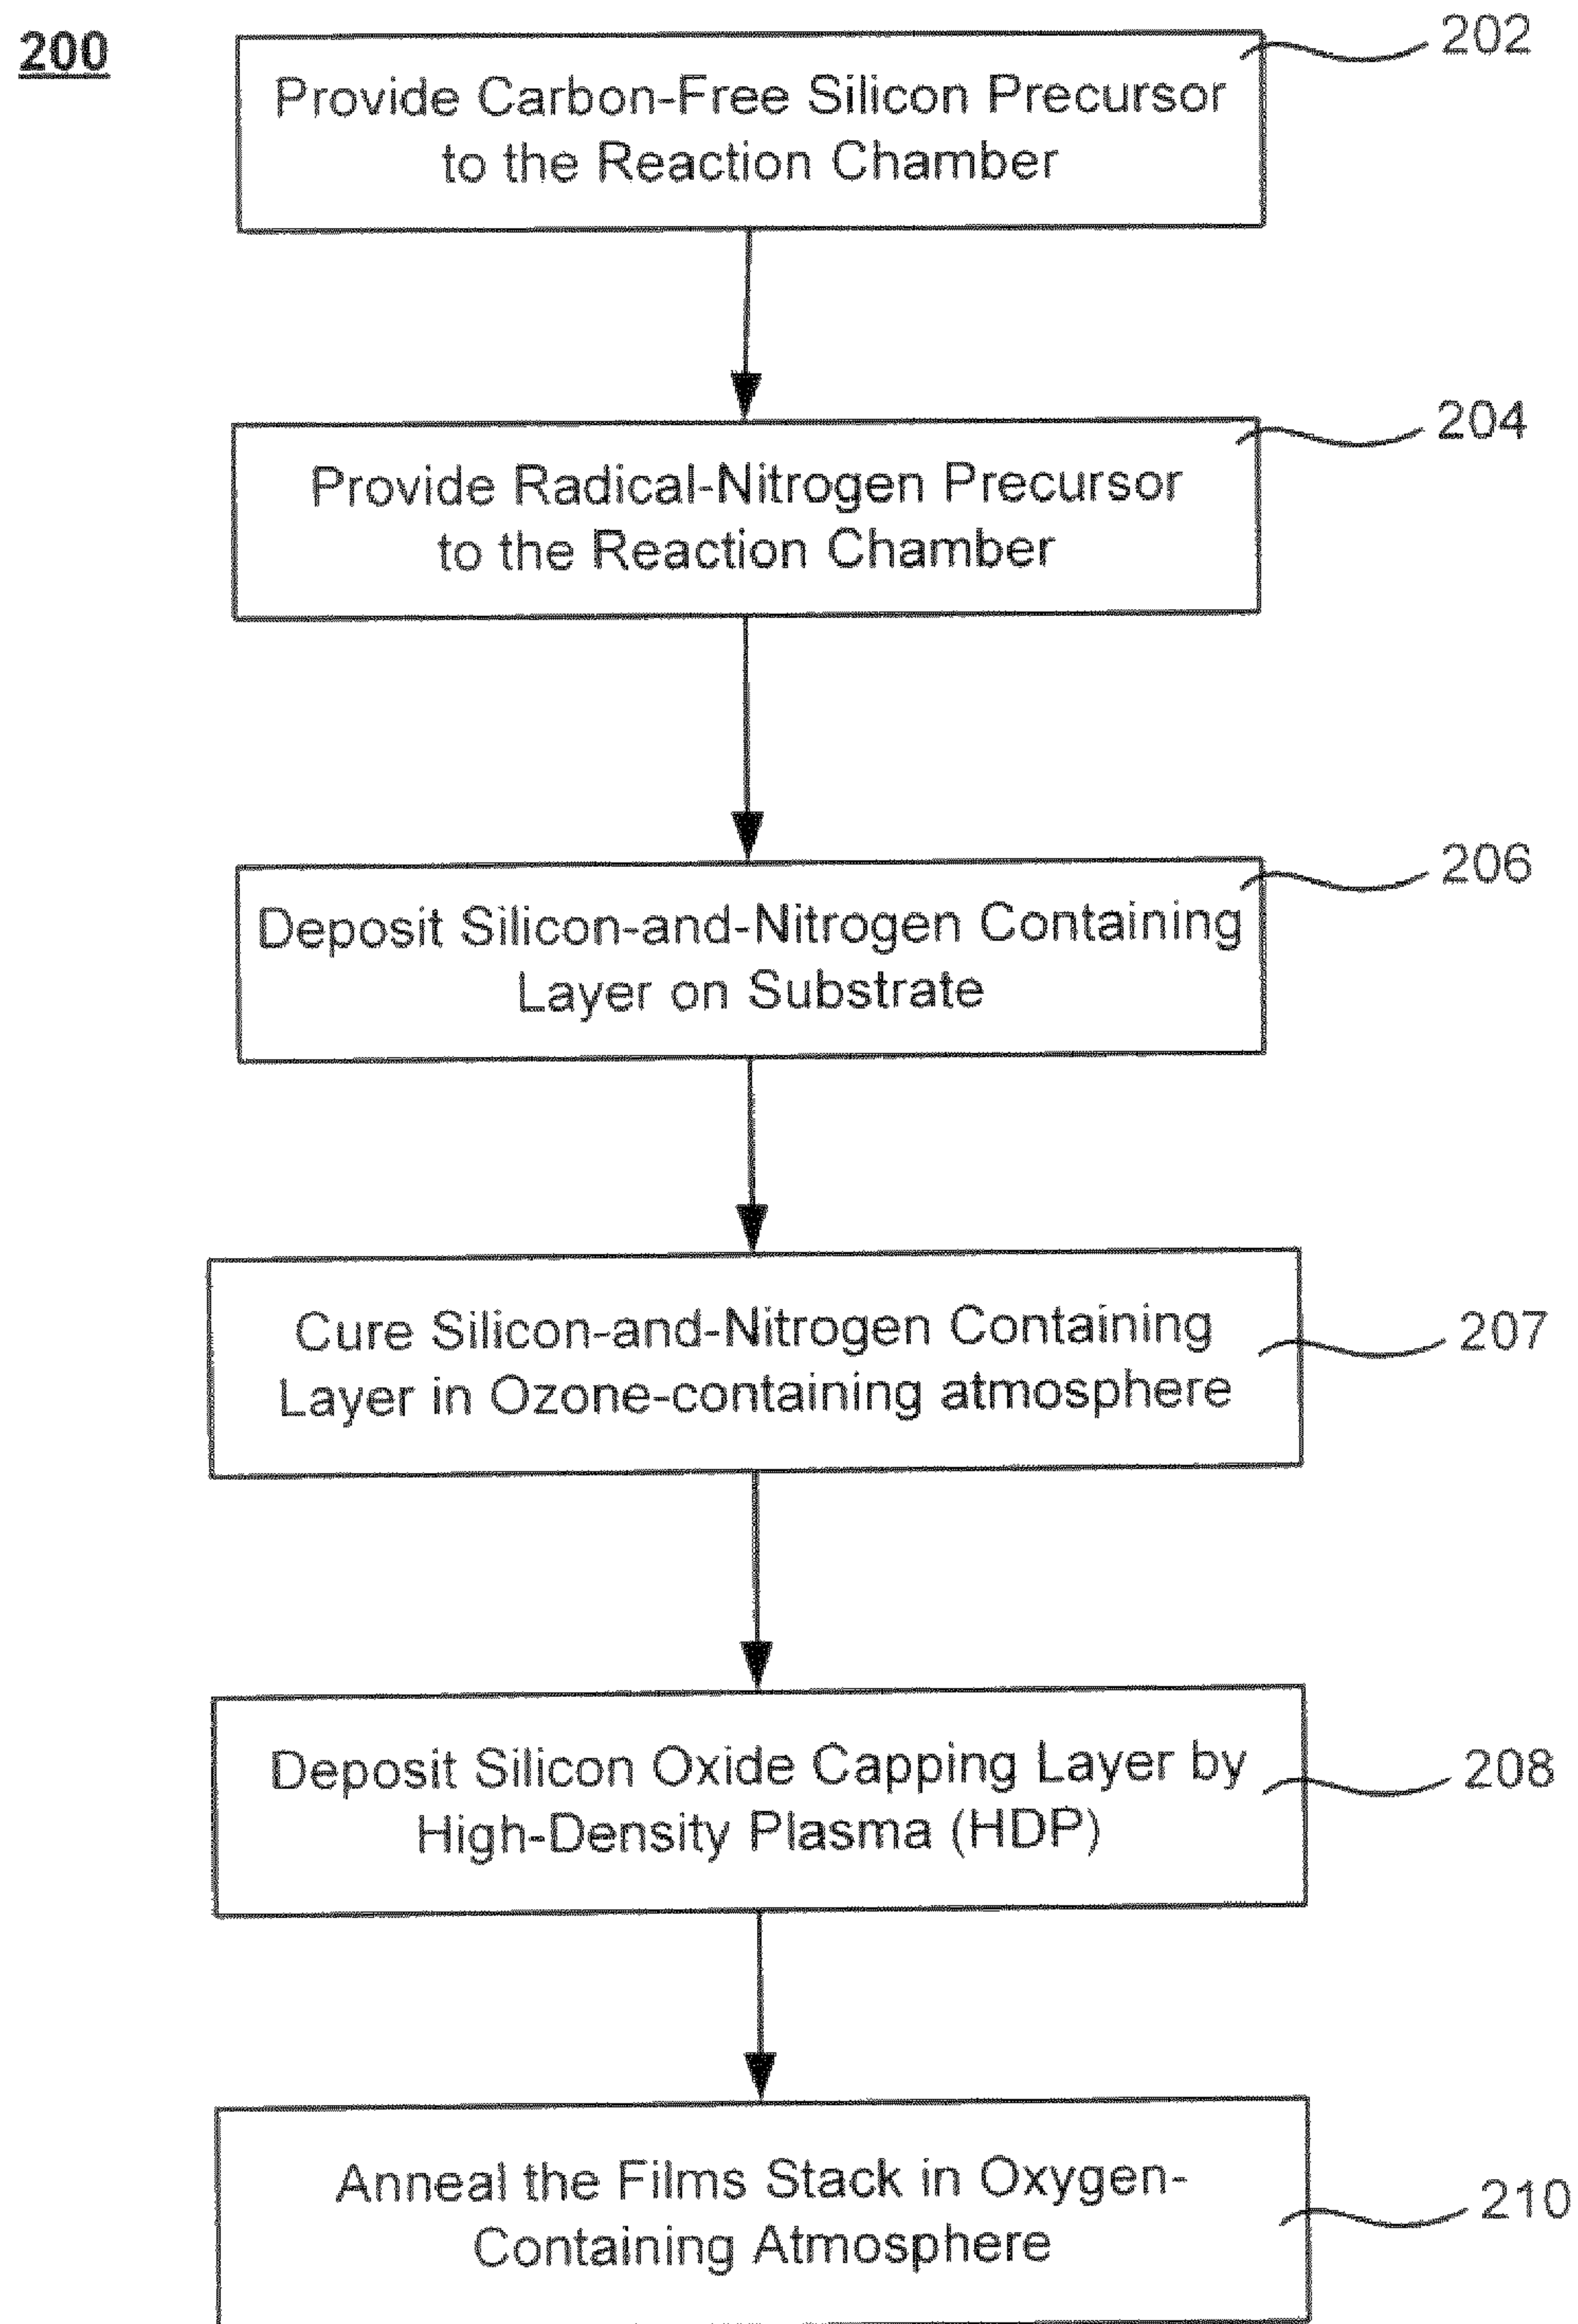 200
202
Provide Carbon-Free Silicon Precursor
to the Reaction Chamber
204
Provide Radical-Nitrogen Precursor
to the Reaction Chamber
206
Deposit Silicon-and-Nitrogen Containing
Layer on Substrate
Cure Silicon-and-Nitrogen Containing
207
Layer in Ozone-containing atmosphere
Deposit Silicon Oxide Capping Layer by
208
High-Density Plasma (HDP)
Anneal the Films Stack in Oxygen-
210
Containing Atmosphere